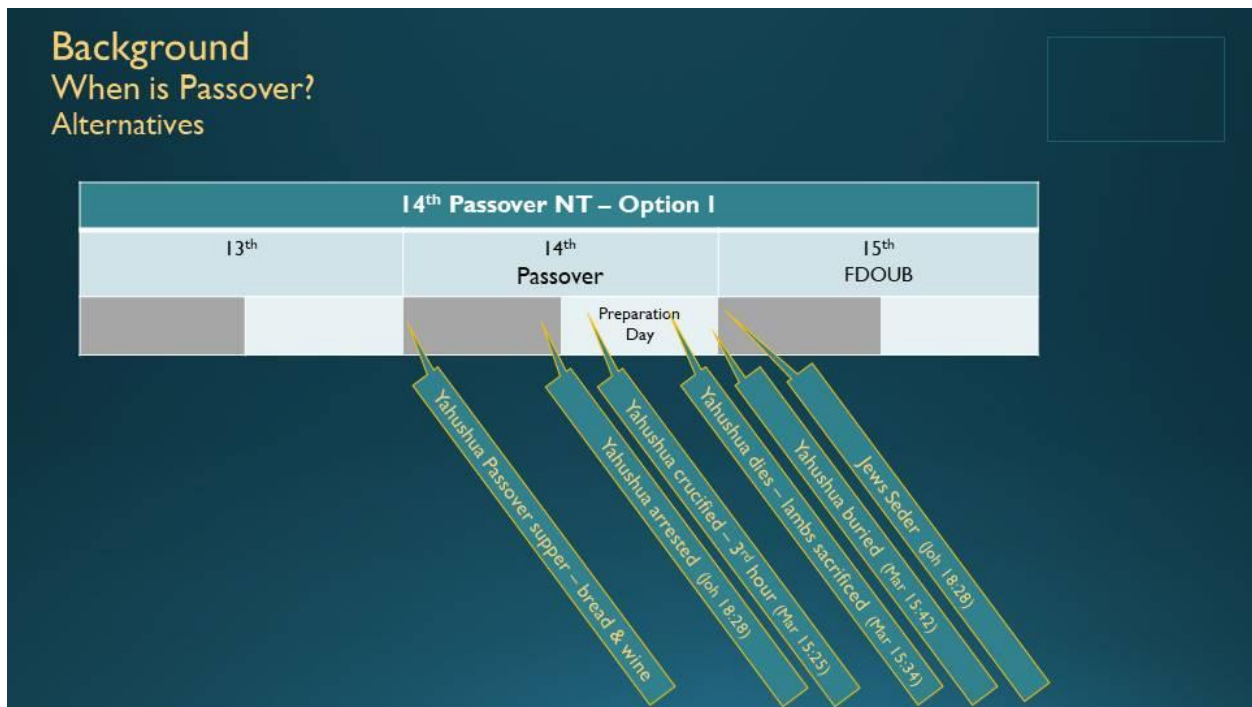 Background
When is Passover?
Alternatives
14th Passover NT – Option 1
13th
14th
Passover
15th
FDOUB
Preparation
Day
Yahushua Passover supper – bread & wine
Yahushua arrested (Joh 18:28)
Yahushua crucified – 3rd hour (Mar 15:25)
Yahushua dies – lambs sacrificed (Mar 15:34)
Yahushua buried (Mar 15:42)
Jews Seder (Joh 18:28)